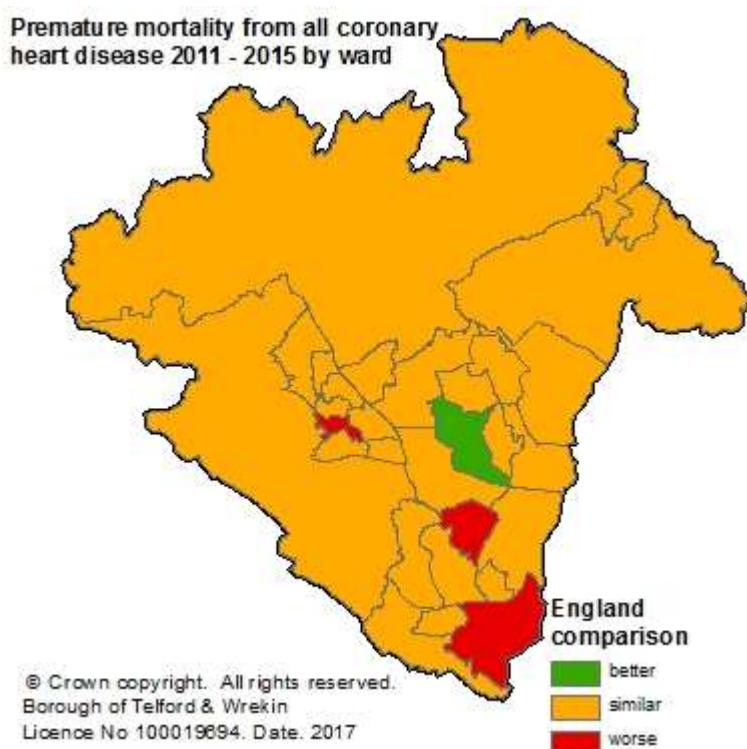 Premature mortality from all coronary
heart disease 2011 - 2015 by ward
England
comparison
better
similar
worse
© Crown copyright. All rights reserved.
Borough of Telford & Wrekin
Licence No 100019694. Date. 2017